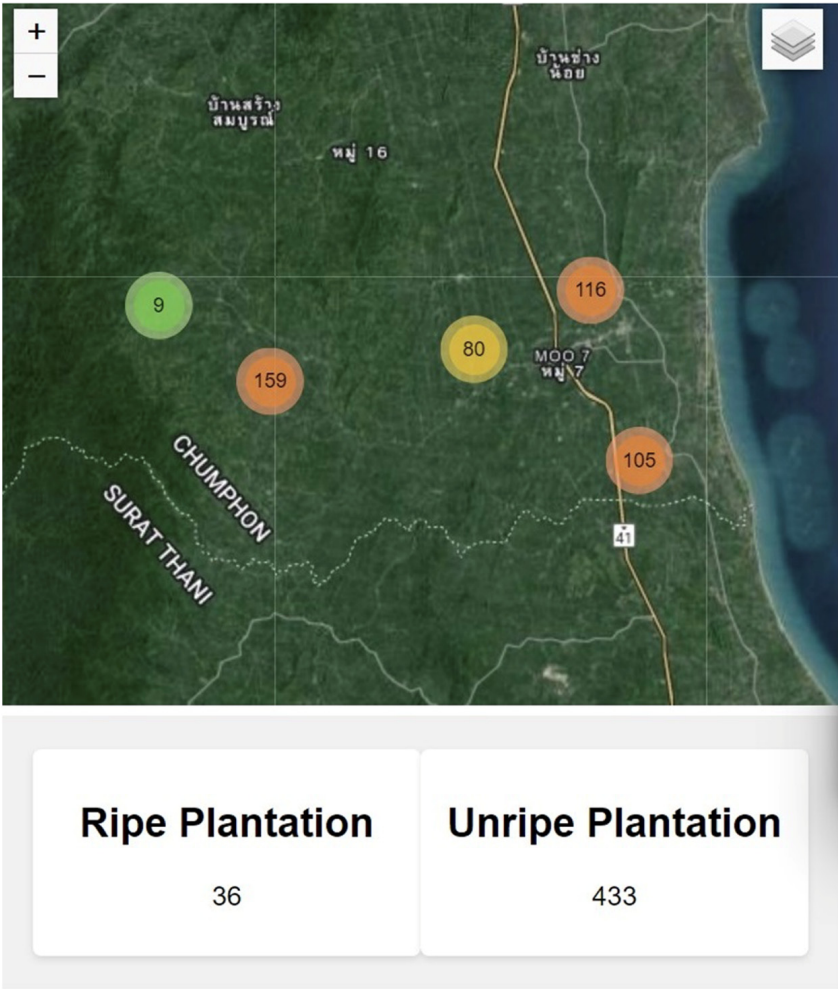 +
−
บ้านช่าง
น้อย
บ้านสร้าง
สมบูรณ์
หมู่ 16
9
116
80
MOO 7
หมู่ 7
159
105
CHUMPHON
SURAT THANI
41
Ripe Plantation
36
Unripe Plantation
433